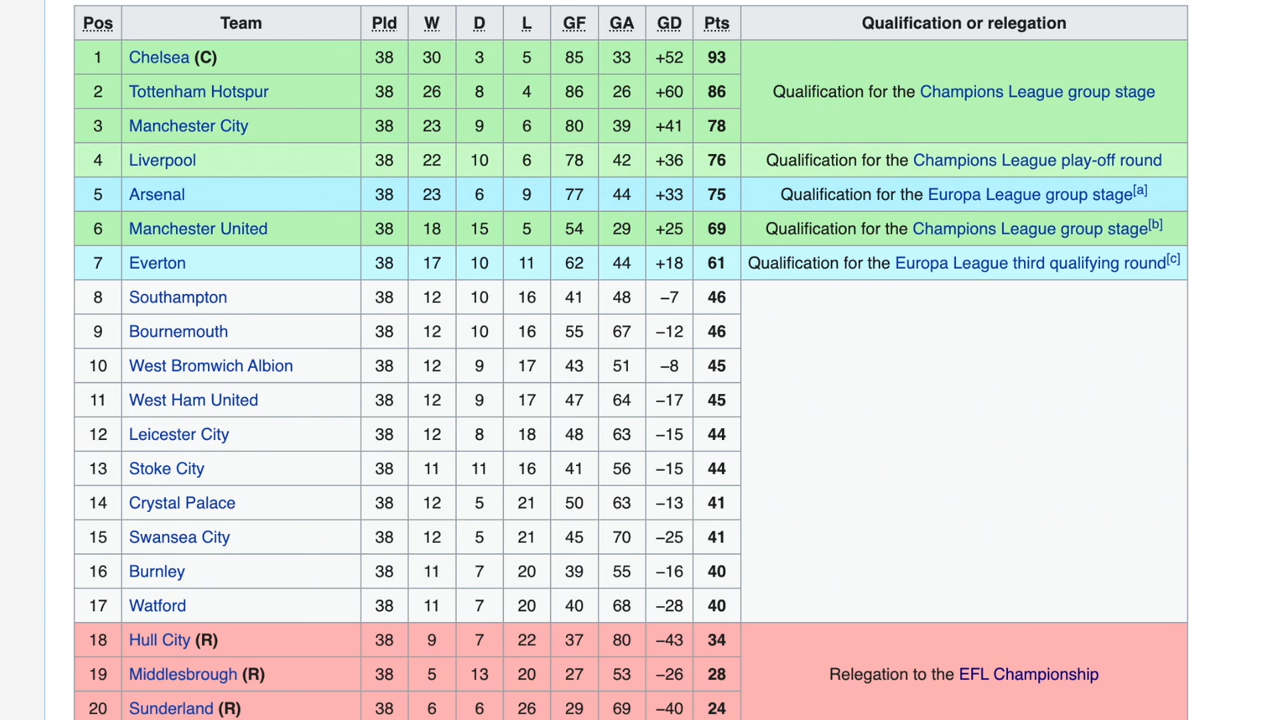 Pos Team Pld W D L GF GA GD Pts Qualification or relegation
1 Chelsea (C) 38 30 3 5 85 33 +52 93
2 Tottenham Hotspur 38 26 8 4 86 26 +60 86 Qualification for the Champions League group stage
3 Manchester City 38 23 9 6 80 39 +41 78
4 Liverpool 38 22 10 6 78 42 +36 76 Qualification for the Champions League play-off round
5 Arsenal 38 23 6 9 77 44 +33 75 Qualification for the Europa League group stage[a]
6 Manchester United 38 18 15 5 54 29 +25 69 Qualification for the Champions League group stage[b]
7 Everton 38 17 10 11 62 44 +18 61 Qualification for the Europa League third qualifying round[c]
8 Southampton 38 12 10 16 41 48 −7 46
9 Bournemouth 38 12 10 16 55 67 −12 46
10 West Bromwich Albion 38 12 9 17 43 51 −8 45
11 West Ham United 38 12 9 17 47 64 −17 45
12 Leicester City 38 12 8 18 48 63 −15 44
13 Stoke City 38 11 11 16 41 56 −15 44
14 Crystal Palace 38 12 5 21 50 63 −13 41
15 Swansea City 38 12 5 21 45 70 −25 41
16 Burnley 38 11 7 20 39 55 −16 40
17 Watford 38 11 7 20 40 68 −28 40
18 Hull City (R) 38 9 7 22 37 80 −43 34
19 Middlesbrough (R) 38 5 13 20 27 53 −26 28 Relegation to the EFL Championship
20 Sunderland (R) 38 6 6 26 29 69 −40 24